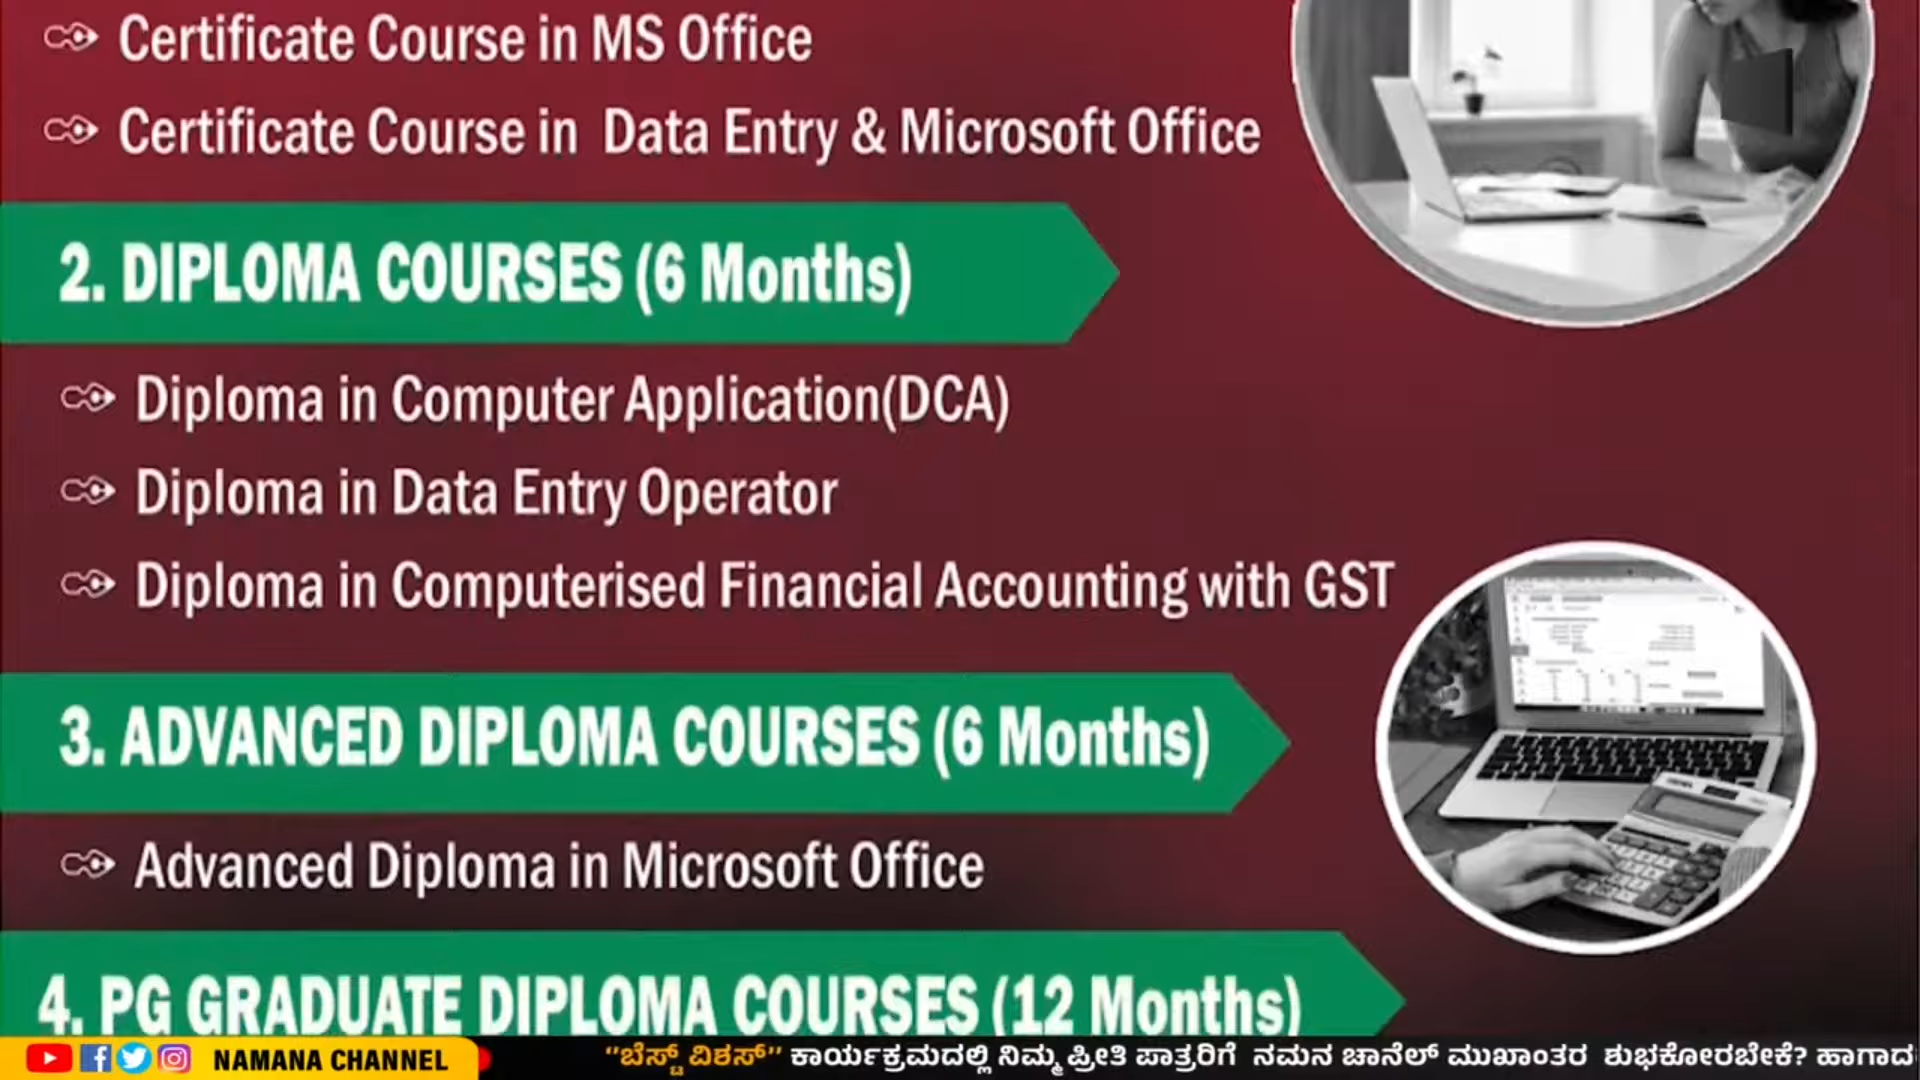 Certificate Course in MS Office
Certificate Course in Data Entry & Microsoft Office
2. DIPLOMA COURSES (6 Months)
Diploma in Computer Application(DCA)
Diploma in Data Entry Operator
Diploma in Computerised Financial Accounting with GST
3. ADVANCED DIPLOMA COURSES (6 Months)
Advanced Diploma in Microsoft Office
4. PG GRADUATE DIPLOMA COURSES (12 Months)
NAMANA CHANNEL
"ಬೆಸ್ಟ್ ವಿಶಸ್" ಕಾರ್ಯಕ್ರಮದಲ್ಲಿ ನಿಮ್ಮ ಪ್ರೀತಿ ಪಾತ್ರರಿಗೆ ನಮನ ಚಾನೆಲ್ ಮುಖಾಂತರ ಶುಭಕೋರಬೇಕೆ? ಹಾಗಾದ